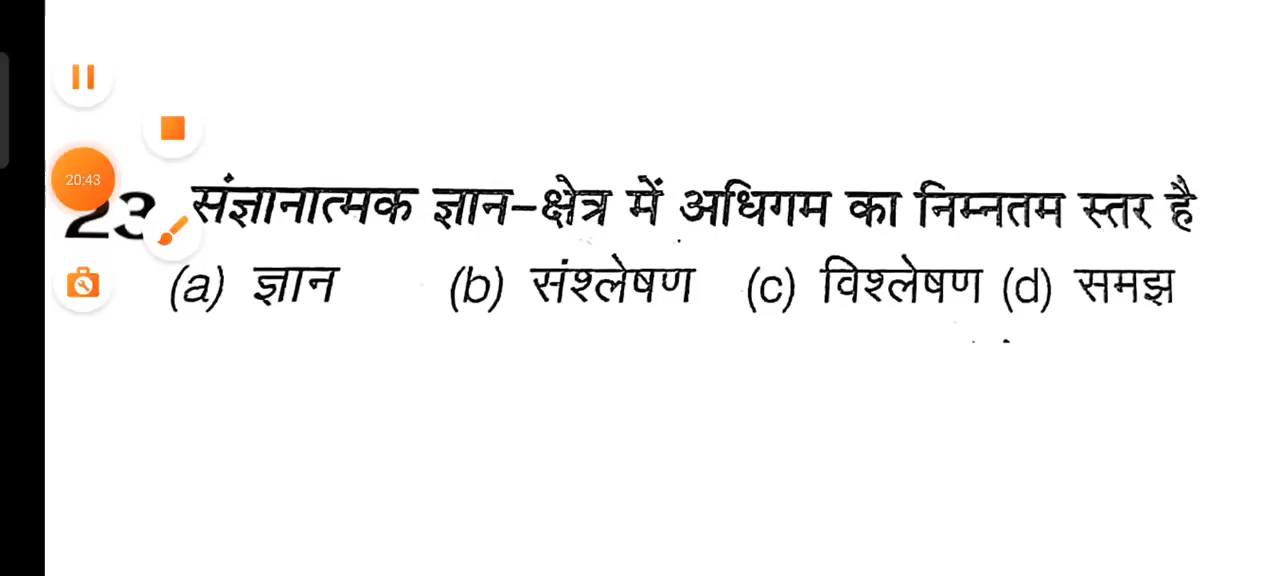 20:43
23. संज्ञानात्मक ज्ञान-क्षेत्र में अधिगम का निम्नतम स्तर है
(a) ज्ञान (b) संश्लेषण (c) विश्लेषण (d) समझ